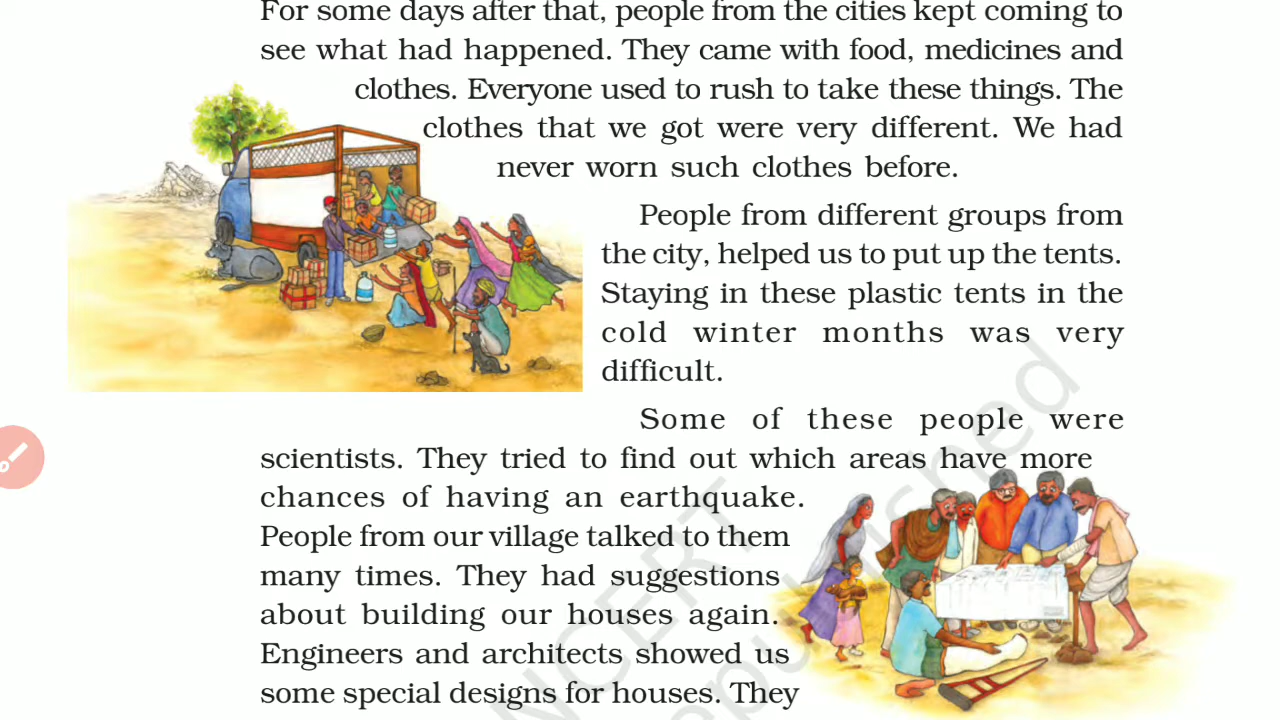 For some days after that, people from the cities kept coming to
see what had happened. They came with food, medicines and
clothes. Everyone used to rush to take these things. The
clothes that we got were very different. We had
never worn such clothes before.
People from different groups from
the city, helped us to put up the tents.
Staying in these plastic tents in the
cold winter months was very
difficult.
Some of these people were
scientists. They tried to find out which areas have more
chances of having an earthquake.
People from our village talked to them
many times. They had suggestions
about building our houses again.
Engineers and architects showed us
some special designs for houses. They
NCERT
republished